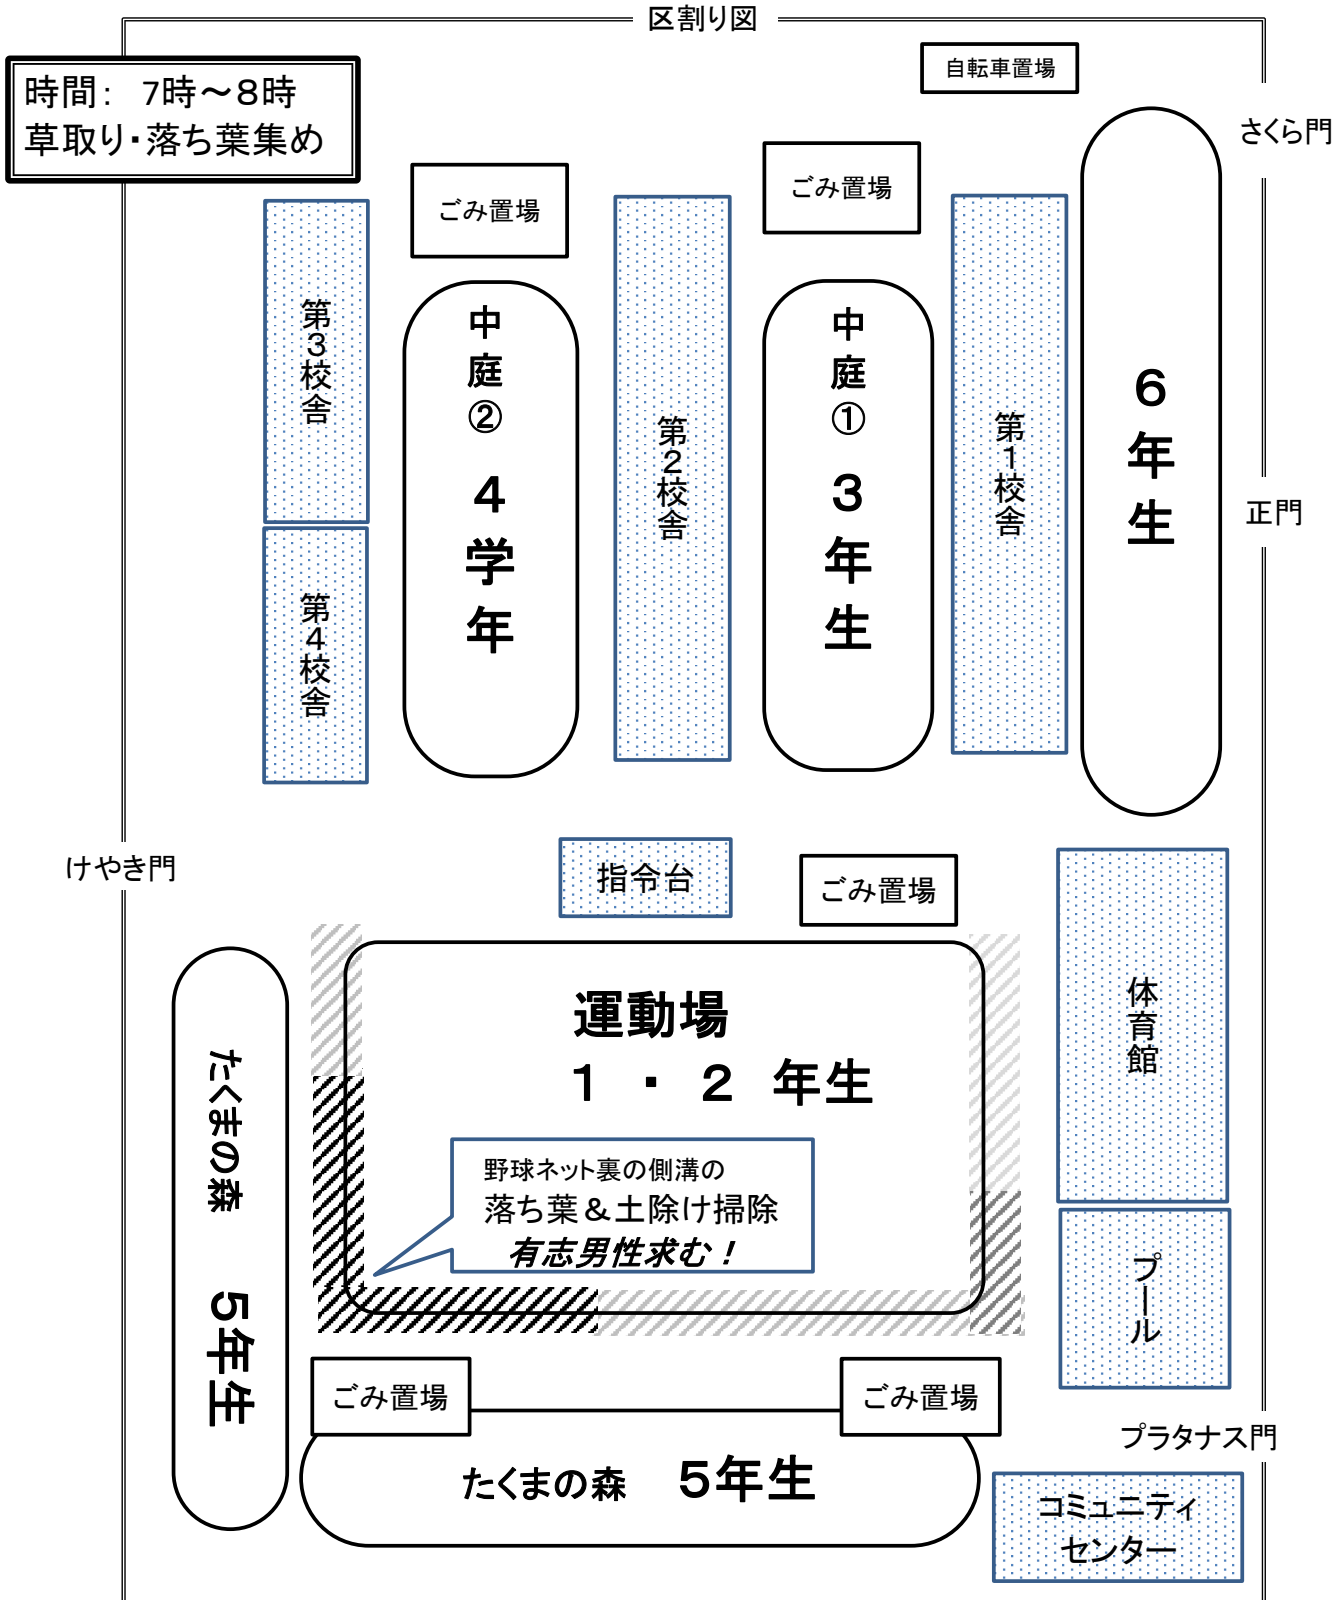 区割り図
時間： 7時～8時
草取り・落ち葉集め
自転車置場
さくら門
ごみ置場
ごみ置場
第3校舎
中庭② 4学年
第2校舎
中庭① 3年生
第1校舎
6年生
正門
第4校舎
けやき門
指令台
ごみ置場
運動場
1 ・ 2 年生
体育館
たくまの森 5年生
野球ネット裏の側溝の
落ち葉＆土除け掃除
有志男性求む！
プール
ごみ置場
ごみ置場
プラタナス門
たくまの森 5年生
コミュニティ
センター